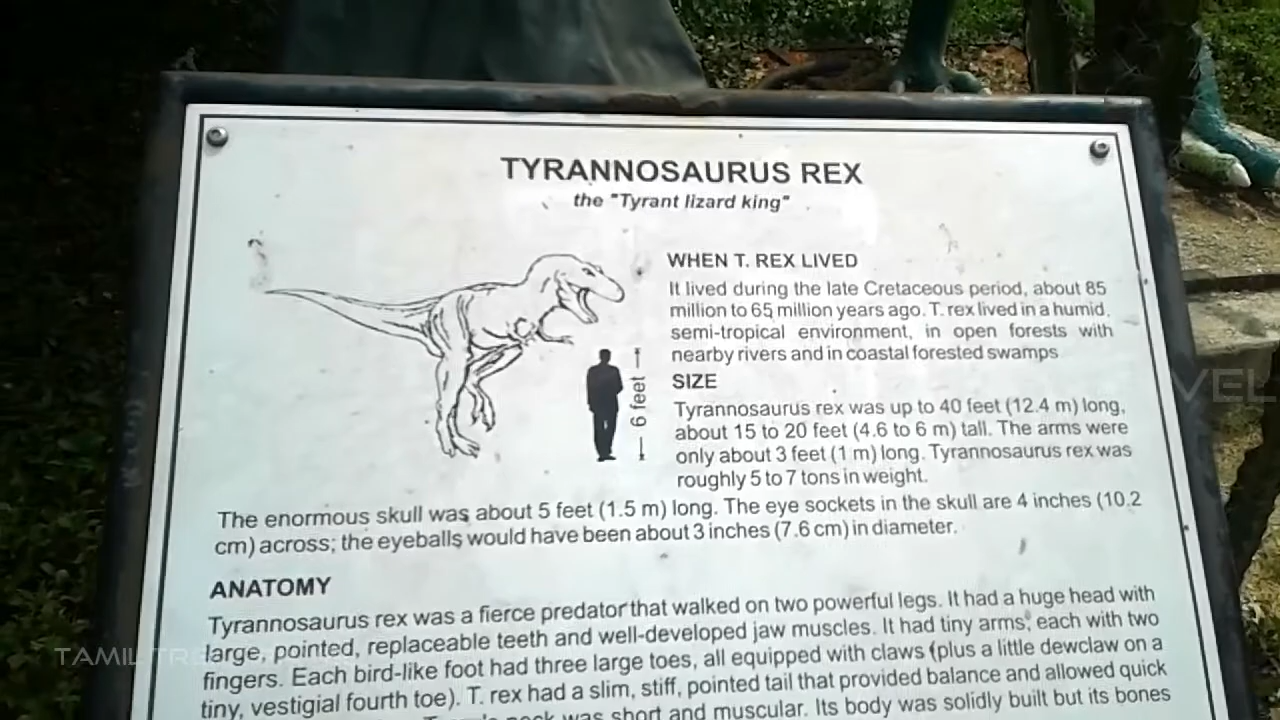 TYRANNOSAURUS REX
the "Tyrant lizard king"
WHEN T. REX LIVED
It lived during the late Cretaceous period, about 85
million to 65 million years ago. T. rex lived in a humid,
semi-tropical environment, in open forests with
nearby rivers and in coastal forested swamps
6 feet
SIZE
Tyrannosaurus rex was up to 40 feet (12.4 m) long,
about 15 to 20 feet (4.6 to 6 m) tall. The arms were
only about 3 feet (1 m) long. Tyrannosaurus rex was
roughly 5 to 7 tons in weight.
The enormous skull was about 5 feet (1.5 m) long. The eye sockets in the skull are 4 inches (10.2
cm) across; the eyeballs would have been about 3 inches (7.6 cm) in diameter.
ANATOMY
Tyrannosaurus rex was a fierce predator that walked on two powerful legs. It had a huge head with
large, pointed, replaceable teeth and well-developed jaw muscles. It had tiny arms, each with two
fingers. Each bird-like foot had three large toes, all equipped with claws (plus a little dewclaw on a
tiny, vestigial fourth toe). T. rex had a slim, stiff, pointed tail that provided balance and allowed quick
neck was short and muscular. Its body was solidly built but its bones
TAMIL
VEL